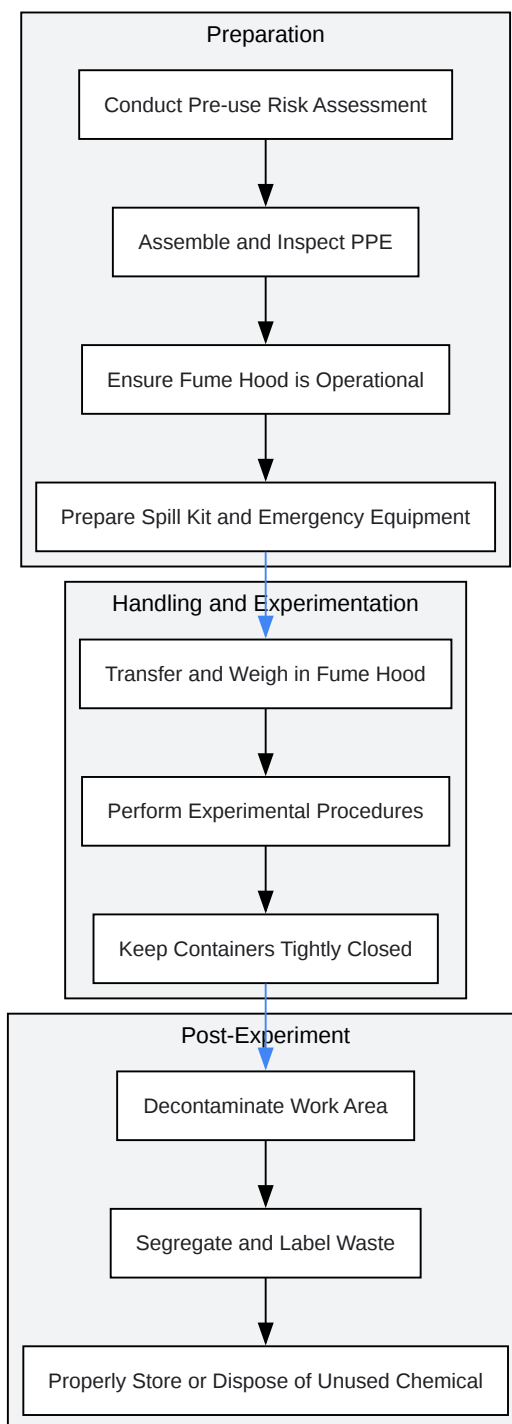 Preparation
Conduct Pre-use Risk Assessment
Assemble and Inspect PPE
Ensure Fume Hood is Operational
Prepare Spill Kit and Emergency Equipment
Handling and Experimentation
Transfer and Weigh in Fume Hood
Perform Experimental Procedures
Keep Containers Tightly Closed
Post-Experiment
Decontaminate Work Area
Segregate and Label Waste
Properly Store or Dispose of Unused Chemical